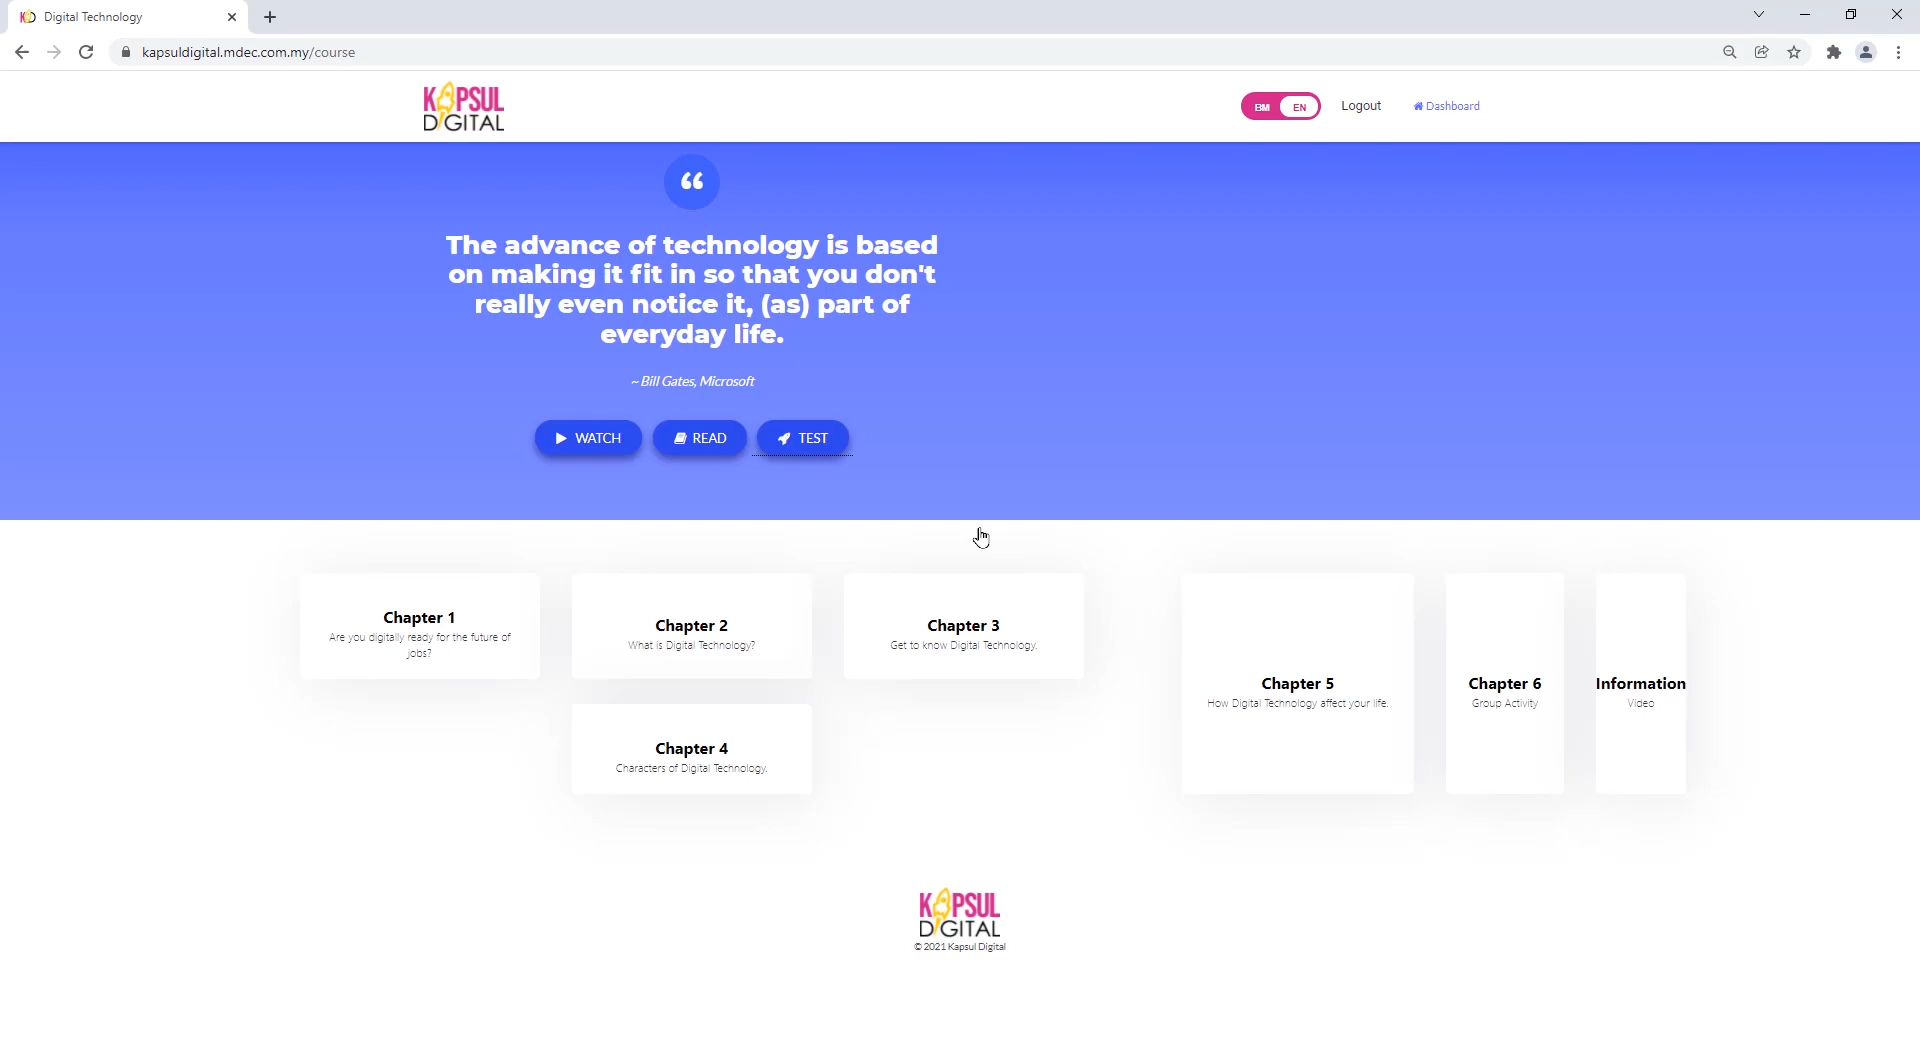 Digital Technology
kapsuldigital.mdec.com.my/course
KAPSUL
DIGITAL
BM EN
Logout
Dashboard
The advance of technology is based
on making it fit in so that you don't
really even notice it, (as) part of
everyday life.
~ Bill Gates, Microsoft
WATCH
READ
TEST
Chapter 1
Are you digitally ready for the future of
jobs?
Chapter 2
What is Digital Technology?
Chapter 3
Get to know Digital Technology.
Chapter 4
Characters of Digital Technology.
Chapter 5
How Digital Technology affect your life.
Chapter 6
Group Activity
Information
Video
KAPSUL
DIGITAL
© 2021 Kapsul Digital